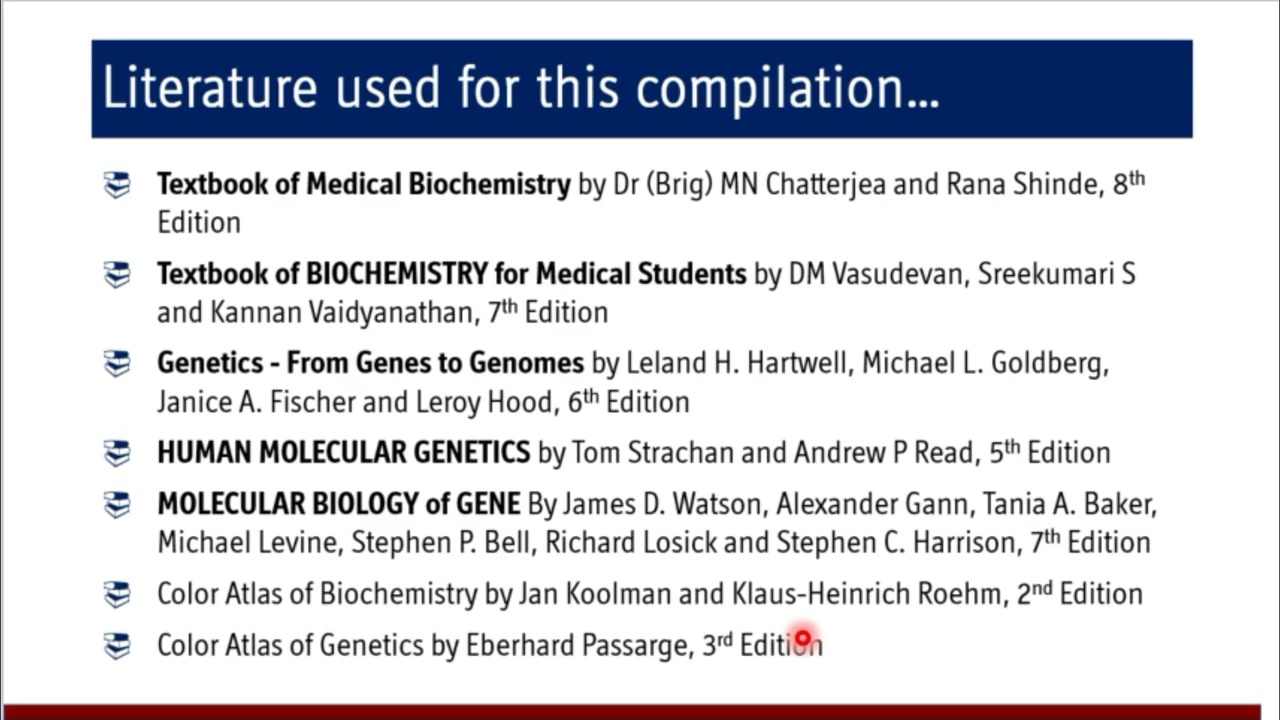 Literature used for this compilation...
Textbook of Medical Biochemistry by Dr (Brig) MN Chatterjea and Rana Shinde, 8th
Edition
Textbook of BIOCHEMISTRY for Medical Students by DM Vasudevan, Sreekumari S
and Kannan Vaidyanathan, 7th Edition
Genetics - From Genes to Genomes by Leland H. Hartwell, Michael L. Goldberg,
Janice A. Fischer and Leroy Hood, 6th Edition
HUMAN MOLECULAR GENETICS by Tom Strachan and Andrew P Read, 5th Edition
MOLECULAR BIOLOGY of GENE By James D. Watson, Alexander Gann, Tania A. Baker,
Michael Levine, Stephen P. Bell, Richard Losick and Stephen C. Harrison, 7th Edition
Color Atlas of Biochemistry by Jan Koolman and Klaus-Heinrich Roehm, 2nd Edition
Color Atlas of Genetics by Eberhard Passarge, 3rd Edition